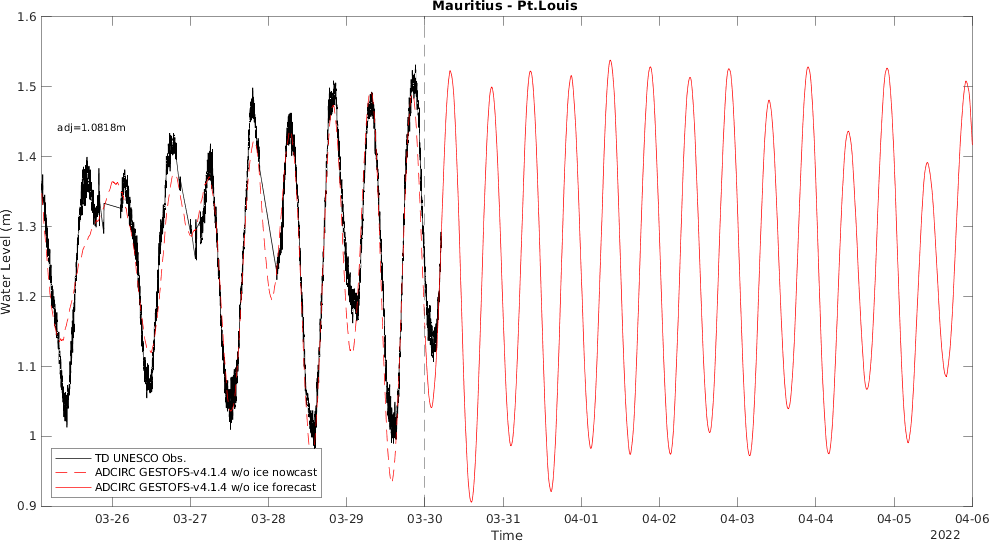 Mauritius - Pt.Louis
1.6
1.5
1.4
1.3
1.2
1.1
1
0.9
Water Level (m)
adj=1.0818m
TD UNESCO Obs.
ADCIRC GESTOFS-v4.1.4 w/o ice nowcast
ADCIRC GESTOFS-v4.1.4 w/o ice forecast
03-26 03-27 03-28 03-29 03-30 03-31 04-01 04-02 04-03 04-04 04-05 04-06
Time
2022